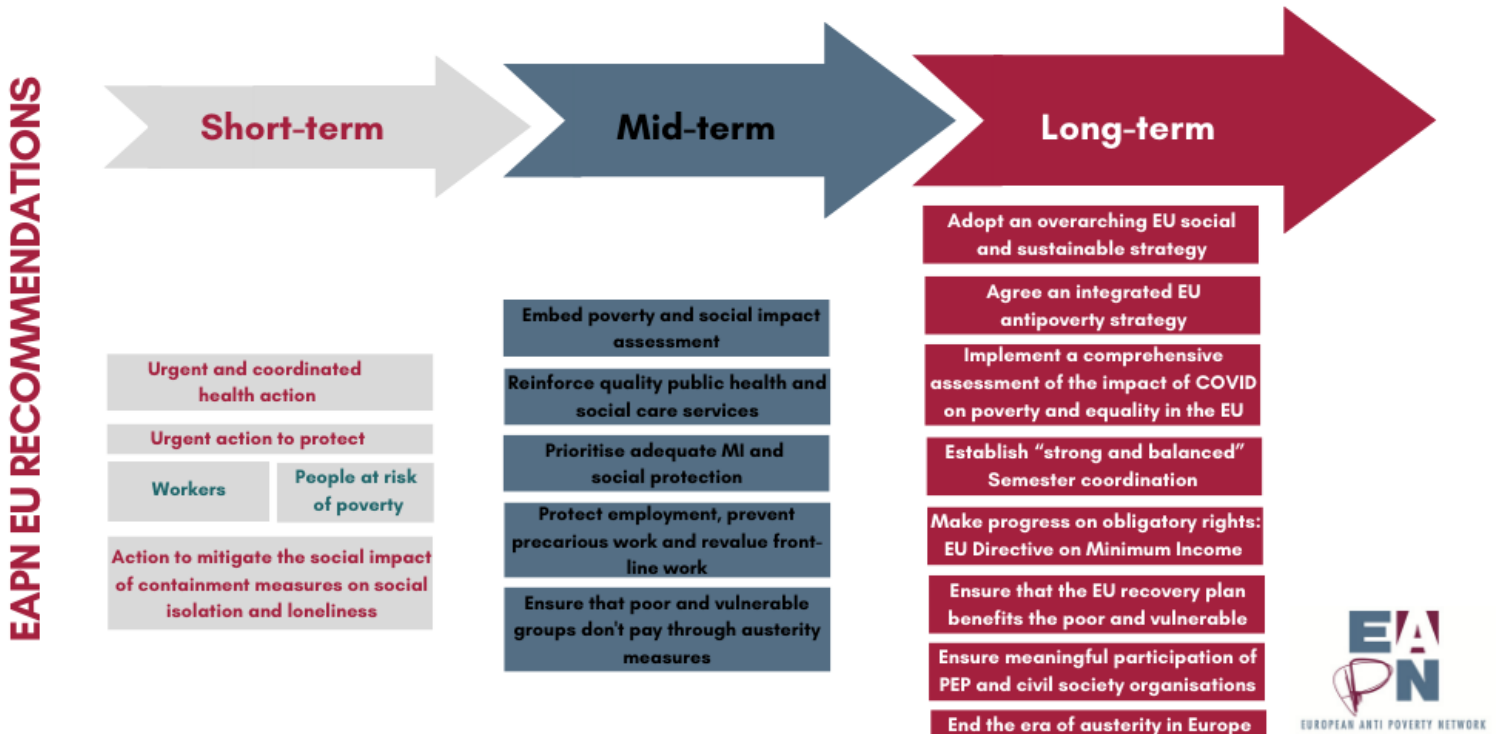 EAPN EU RECOMMENDATIONS
Short-term
Urgent and coordinated
health action
Urgent action to protect
Workers
People at risk
of poverty
Action to mitigate the social impact
of containment measures on social
isolation and loneliness
Mid-term
Embed poverty and social impact
assessment
Reinforce quality public health and
social care services
Prioritise adequate MI and
social protection
Protect employment, prevent
precarious work and revalue front-
line work
Ensure that poor and vulnerable
groups don't pay through austerity
measures
Long-term
Adopt an overarching EU social
and sustainable strategy
Agree an integrated EU
antipoverty strategy
Implement a comprehensive
assessment of the impact of COVID
on poverty and equality in the EU
Establish “strong and balanced”
Semester coordination
Make progress on obligatory rights:
EU Directive on Minimum Income
Ensure that the EU recovery plan
benefits the poor and vulnerable
Ensure meaningful participation of
PEP and civil society organisations
End the era of austerity in Europe
EA
PN
EUROPEAN ANTI POVERTY NETWORK